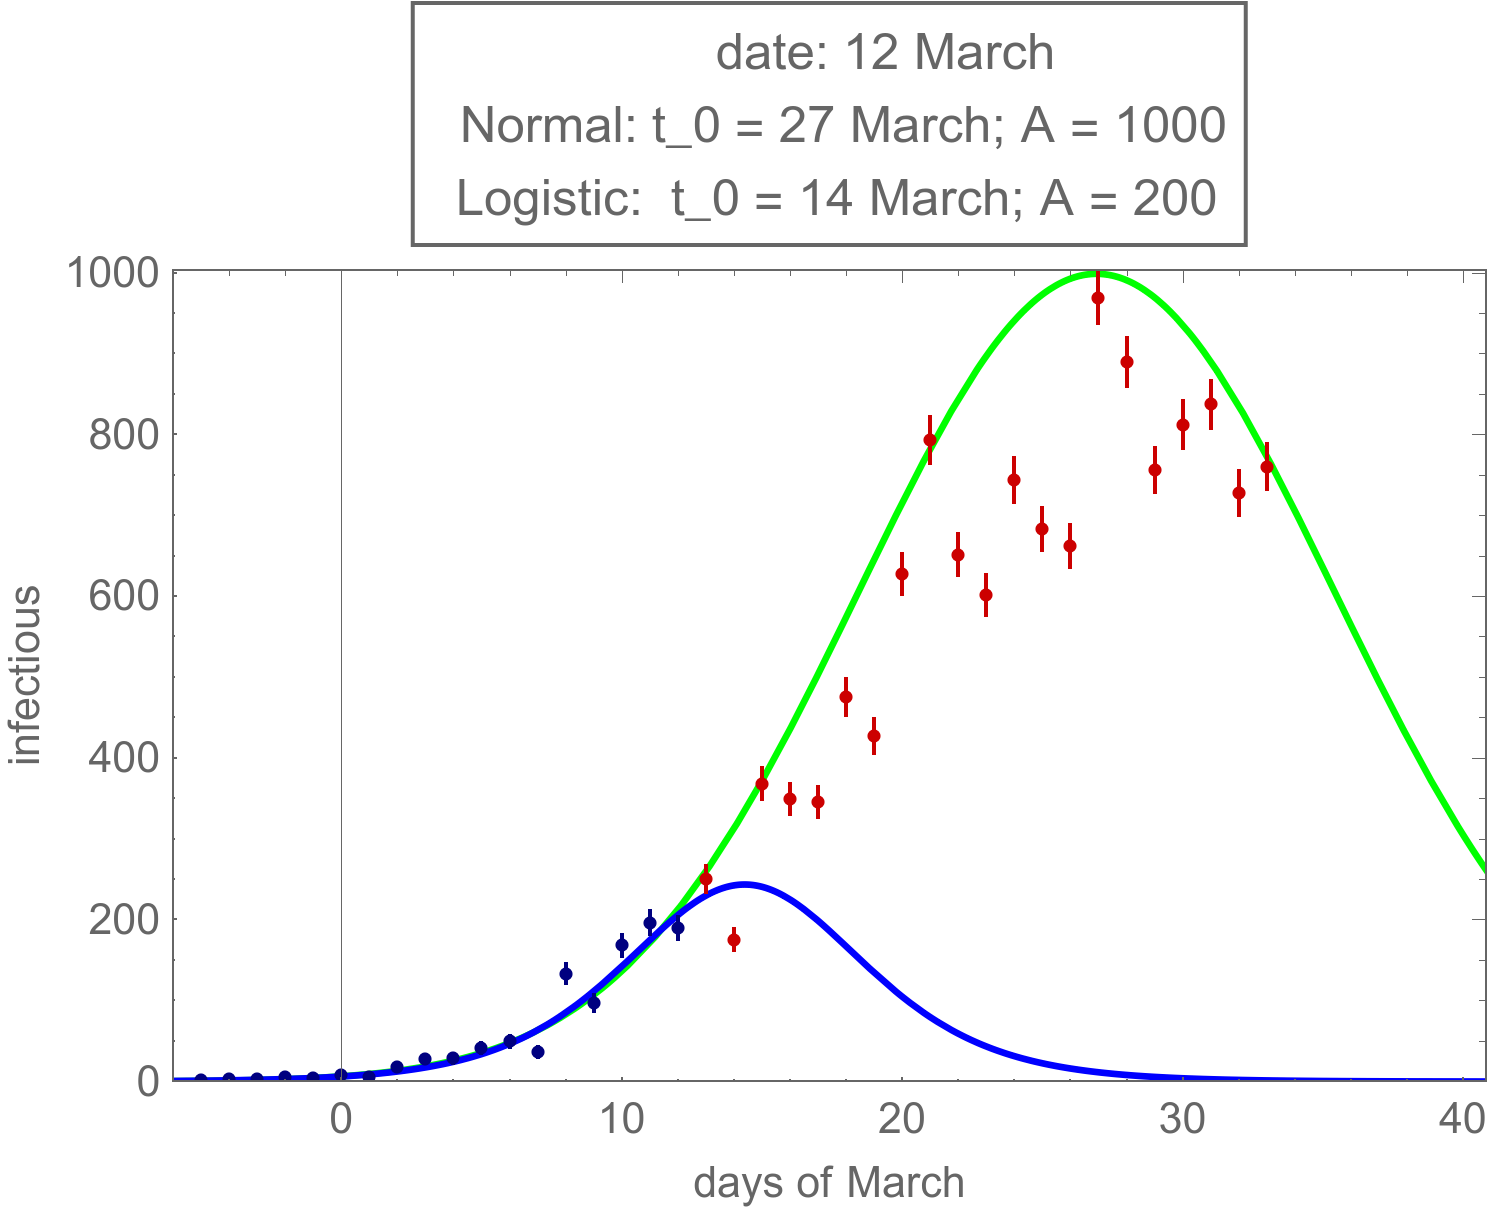 date: 12 March
Normal: t_0 = 27 March; A = 1000
Logistic: t_0 = 14 March; A = 200
1000
800
600
400
200
0
infectious
0 10 20 30 40
days of March